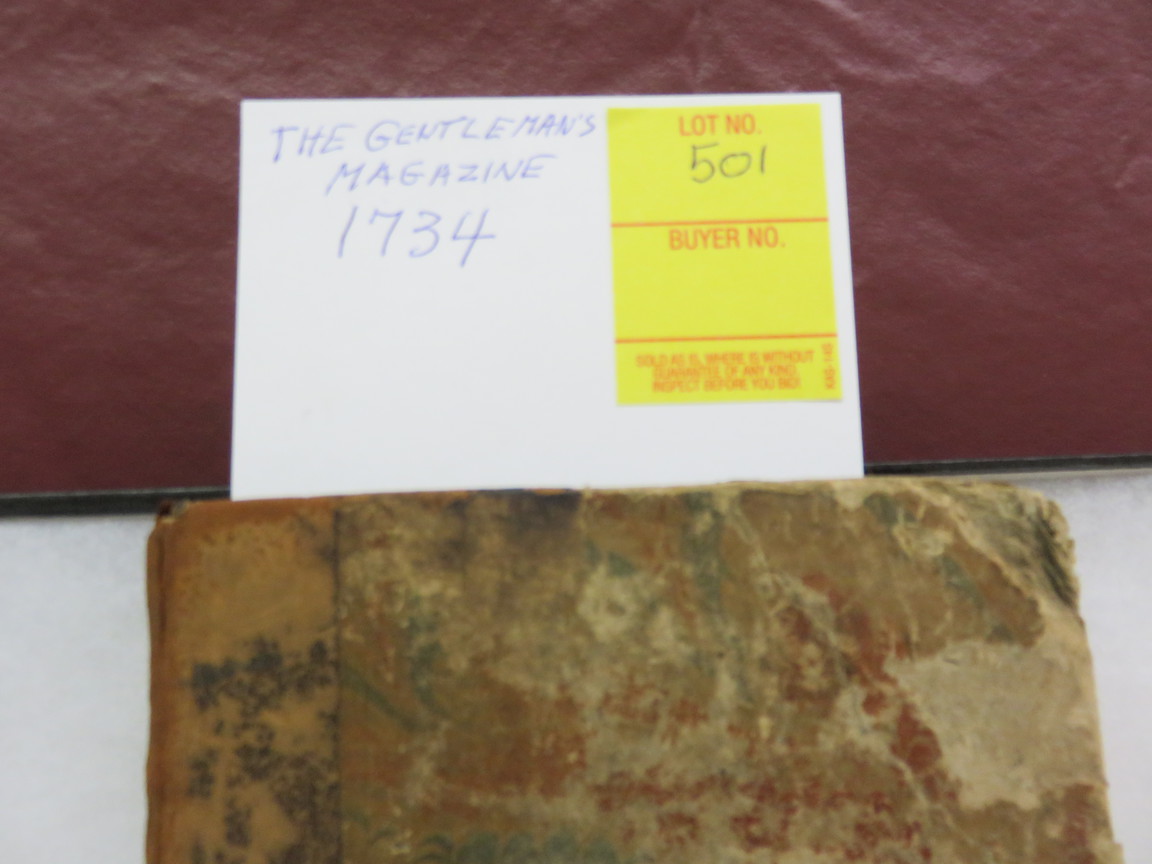 THE GENTLEMAN'S
MAGAZINE
1734
LOT NO.
501
BUYER NO.
SOLD AS IS, WHERE IS WITHOUT
GUARANTEE OF ANY KIND.
INSPECT BEFORE YOU BID!